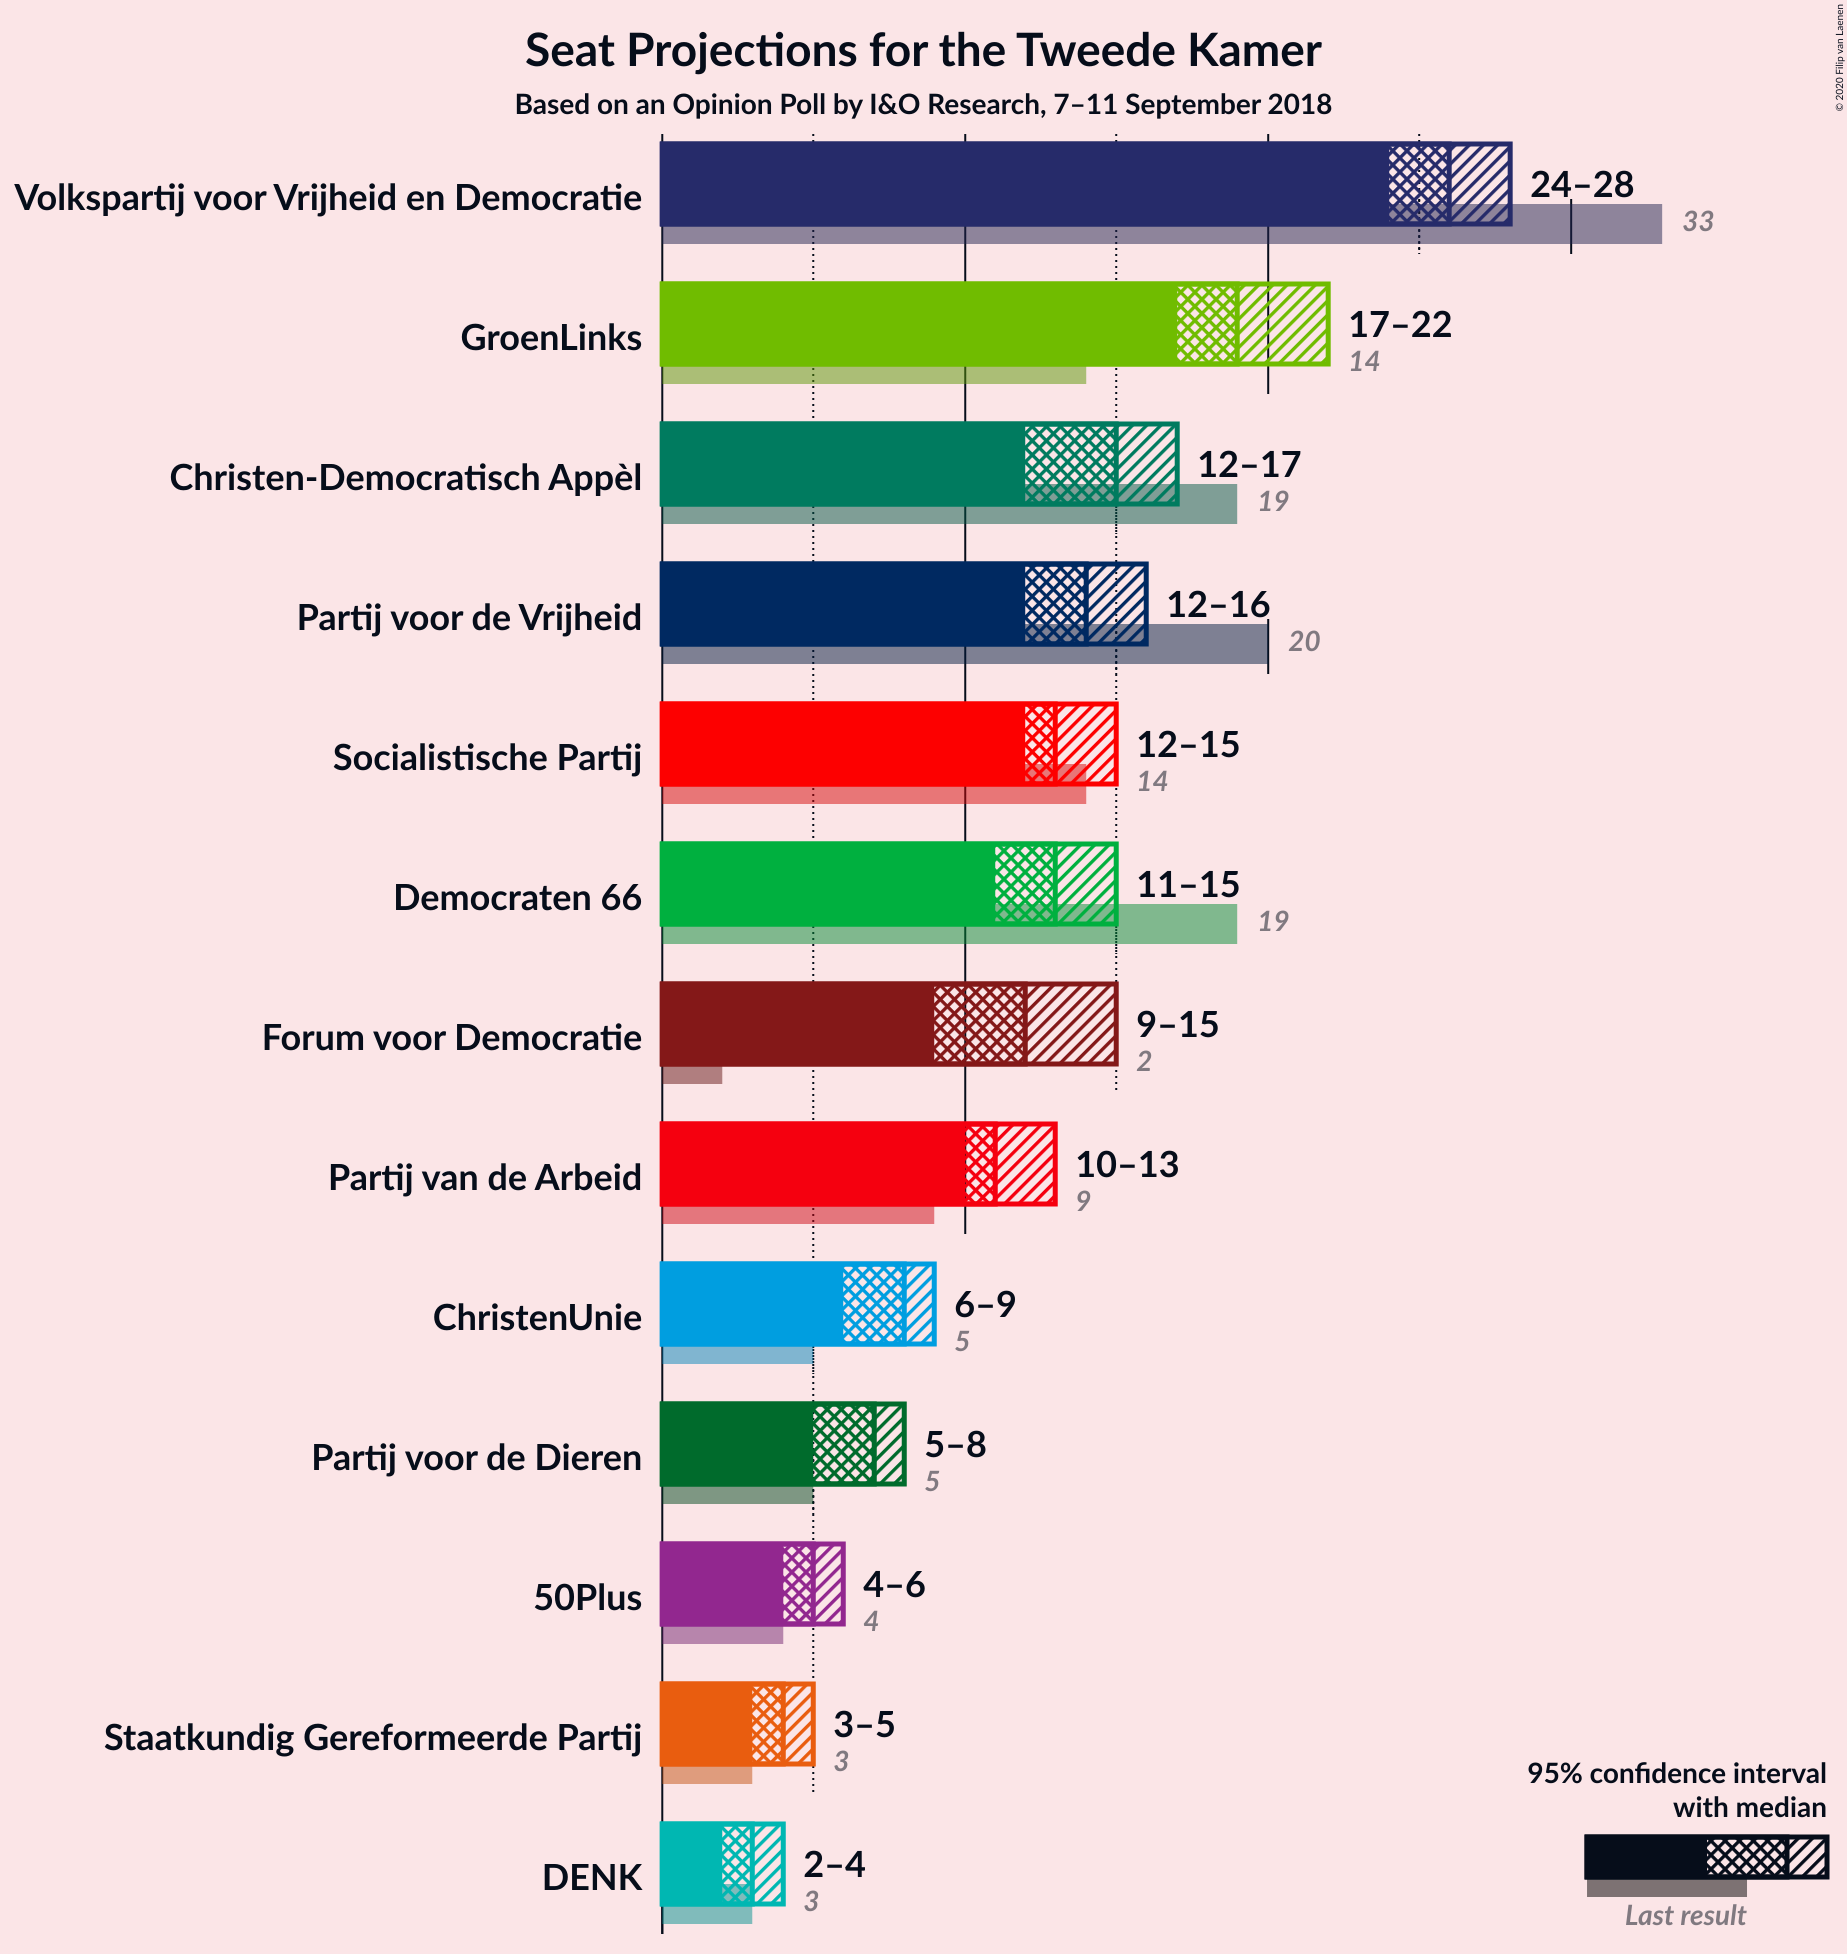 Seat Projections for the Tweede Kamer
Based on an Opinion Poll by I&O Research, 7–11 September 2018
© 2020 Filip van Laenen
Volkspartij voor Vrijheid en Democratie
24–28
33
GroenLinks
17–22
14
Christen-Democratisch Appèl
12–17
19
Partij voor de Vrijheid
12–16
20
Socialistische Partij
12–15
14
Democraten 66
11–15
19
Forum voor Democratie
9–15
2
Partij van de Arbeid
10–13
9
ChristenUnie
6–9
5
Partij voor de Dieren
5–8
5
50Plus
4–6
4
Staatkundig Gereformeerde Partij
3–5
3
DENK
2–4
3
95% confidence interval
with median
Last result